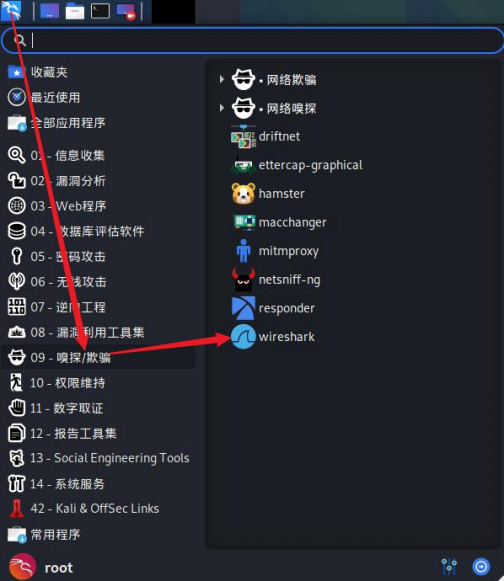 收藏夹
最近使用
全部应用程序
01 - 信息收集
02 - 漏洞分析
03 - Web程序
04 - 数据库评估软件
05 - 密码攻击
06 - 无线攻击
07 - 逆向工程
08 - 漏洞利用工具集
09 - 嗅探/欺骗
10 - 权限维持
11 - 数字取证
12 - 报告工具集
13 - Social Engineering Tools
14 - 系统服务
42 - Kali & OffSec Links
常用程序
root
• 网络欺骗
• 网络嗅探
driftnet
ettercap-graphical
hamster
macchanger
mitmproxy
netsniff-ng
responder
wireshark